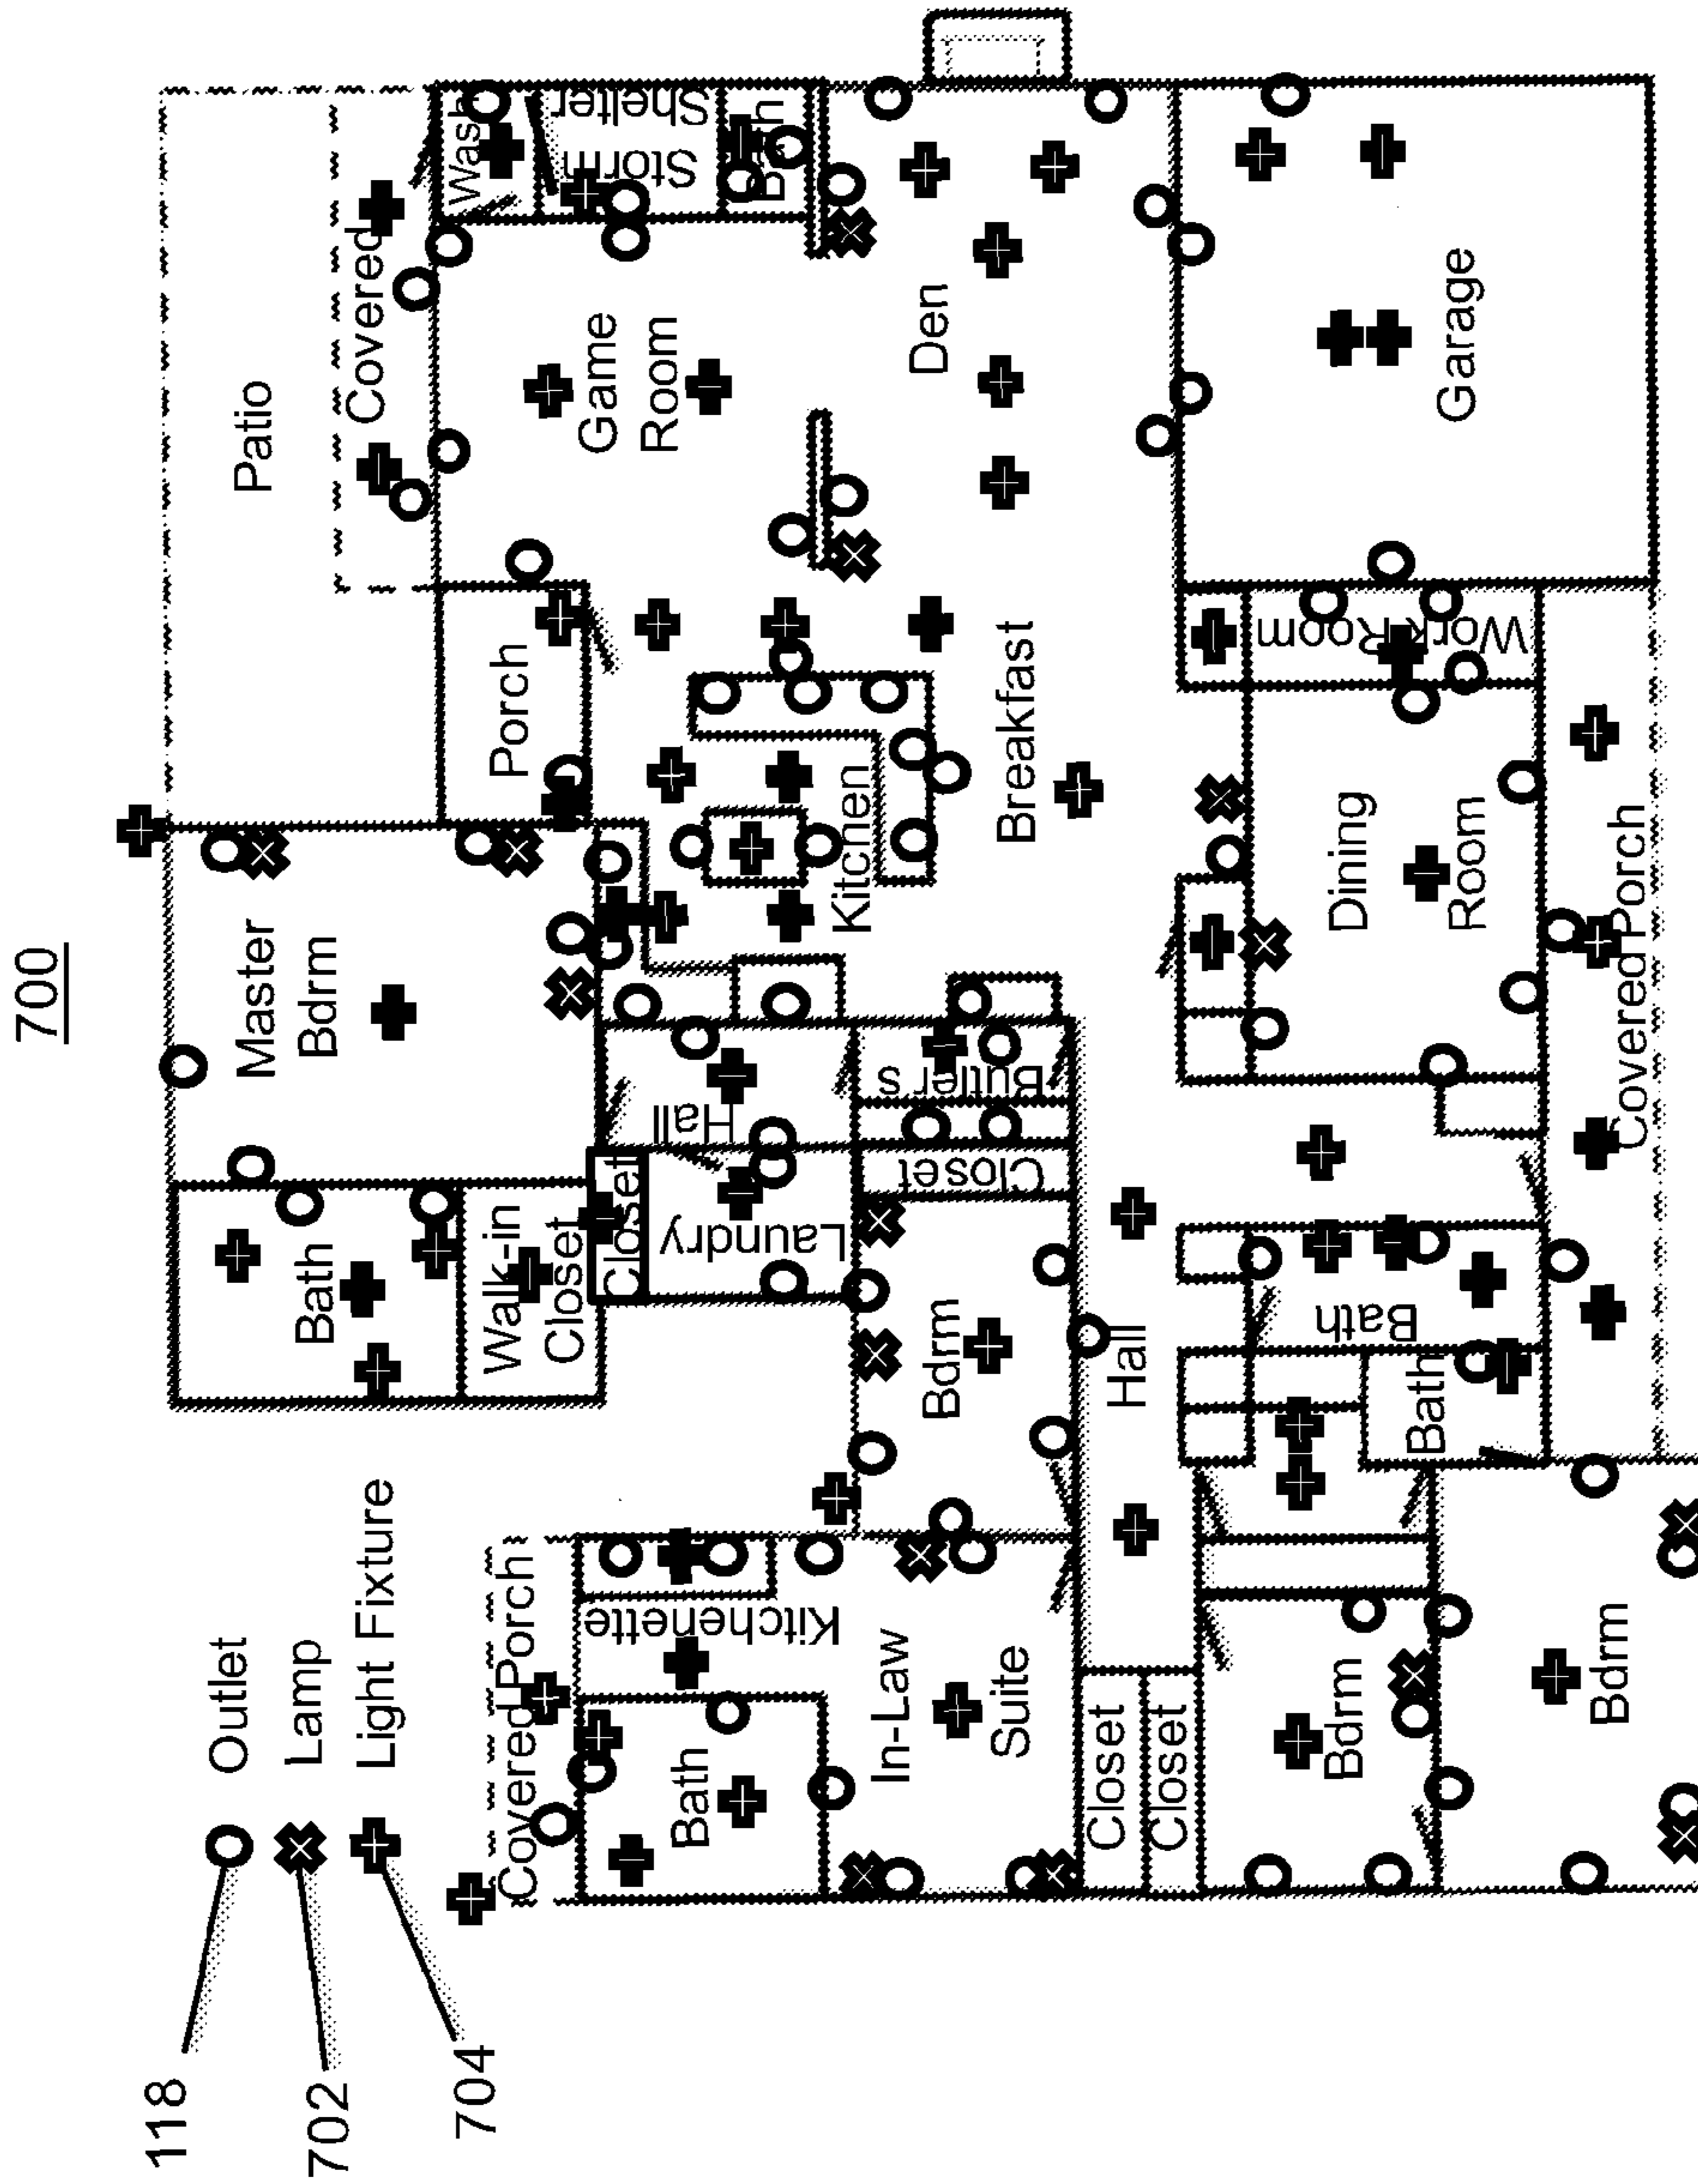 700
118
702
704
Outlet
Lamp
Light Fixture
Patio
Covered
Wash
Storm
Shelter
Bath
Master
Bdrm
Porch
Game
Room
Den
Garage
Bath
Walk-in
Closet
Closet
Hall
Laundry
Kitchen
Breakfast
Butler's
Closet
Work Room
Dining
Room
Covered Porch
Bdrm
Hall
Bath
Bath
Covered Porch
Kitchenette
Bath
In-Law
Suite
Closet
Closet
Bdrm
Bdrm